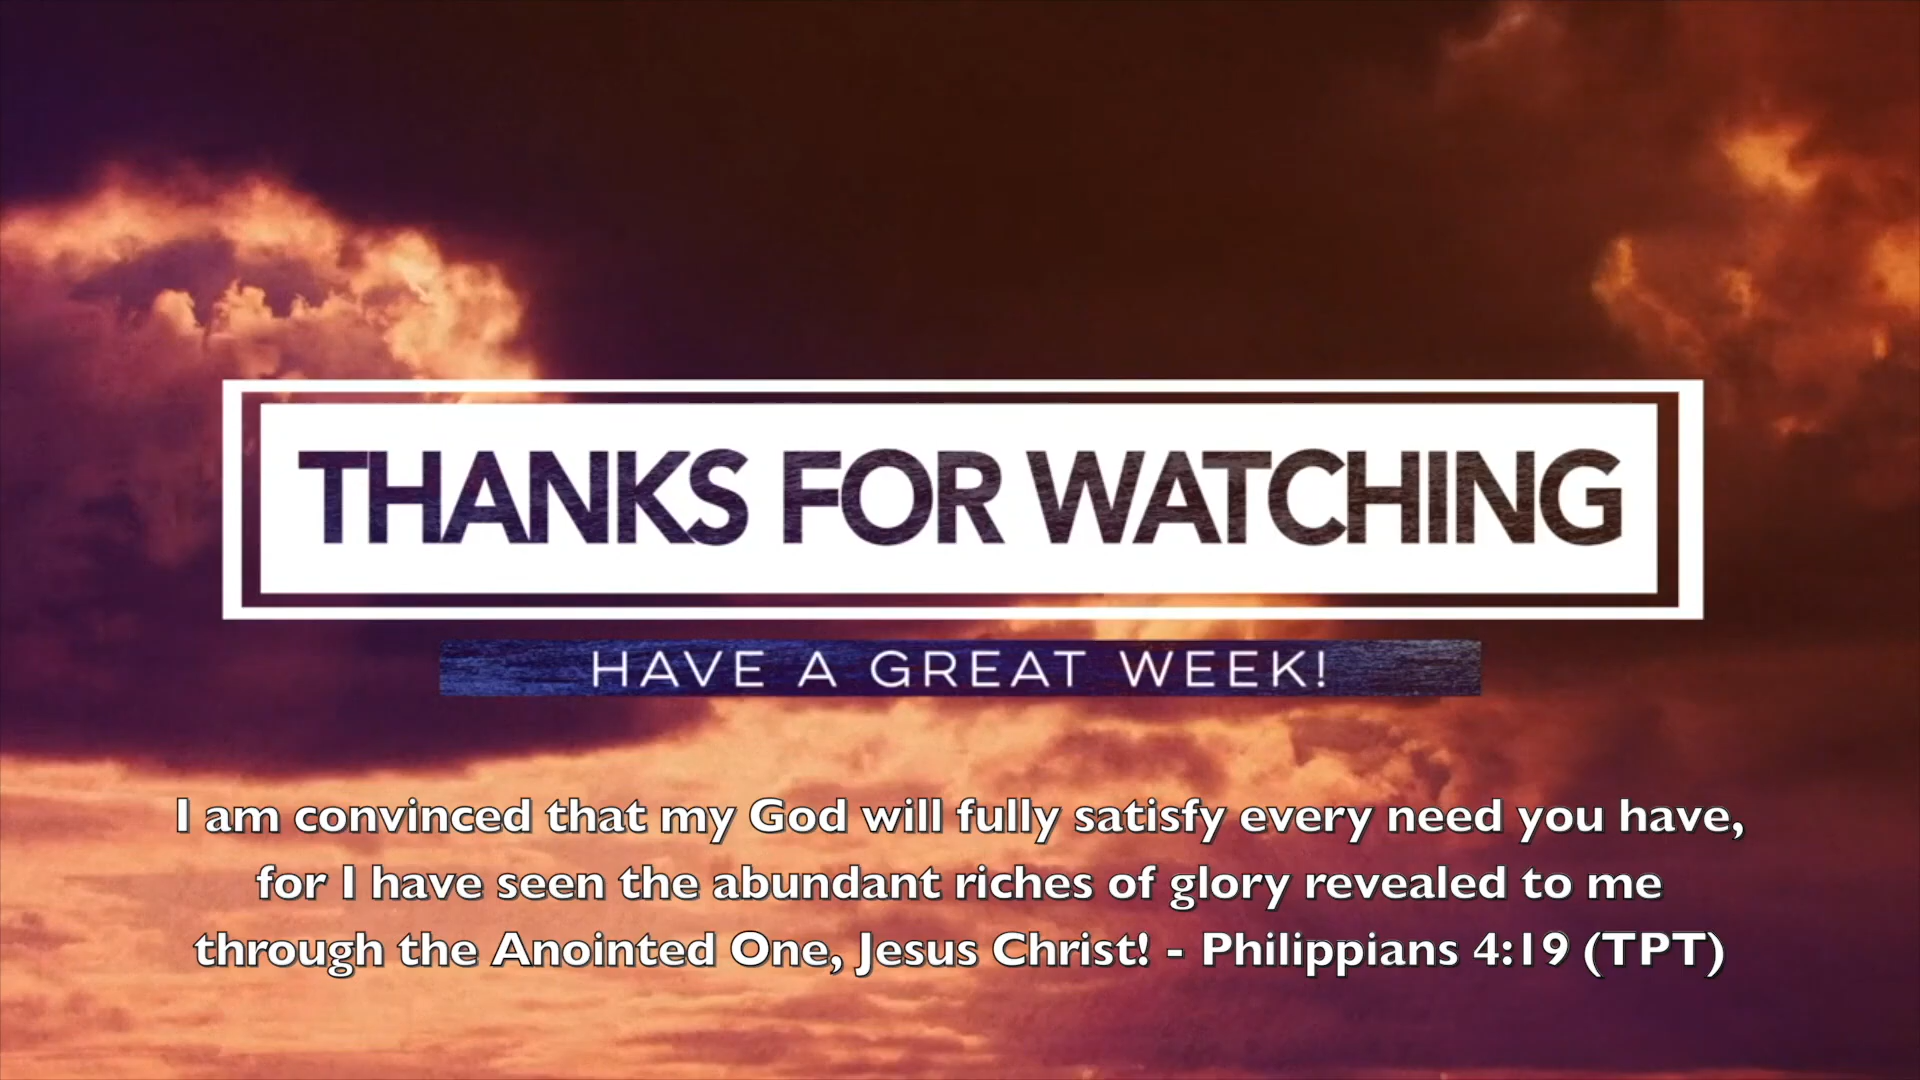 THANKS FOR WATCHING
HAVE A GREAT WEEK!
I am convinced that my God will fully satisfy every need you have,
for I have seen the abundant riches of glory revealed to me
through the Anointed One, Jesus Christ! - Philippians 4:19 (TPT)